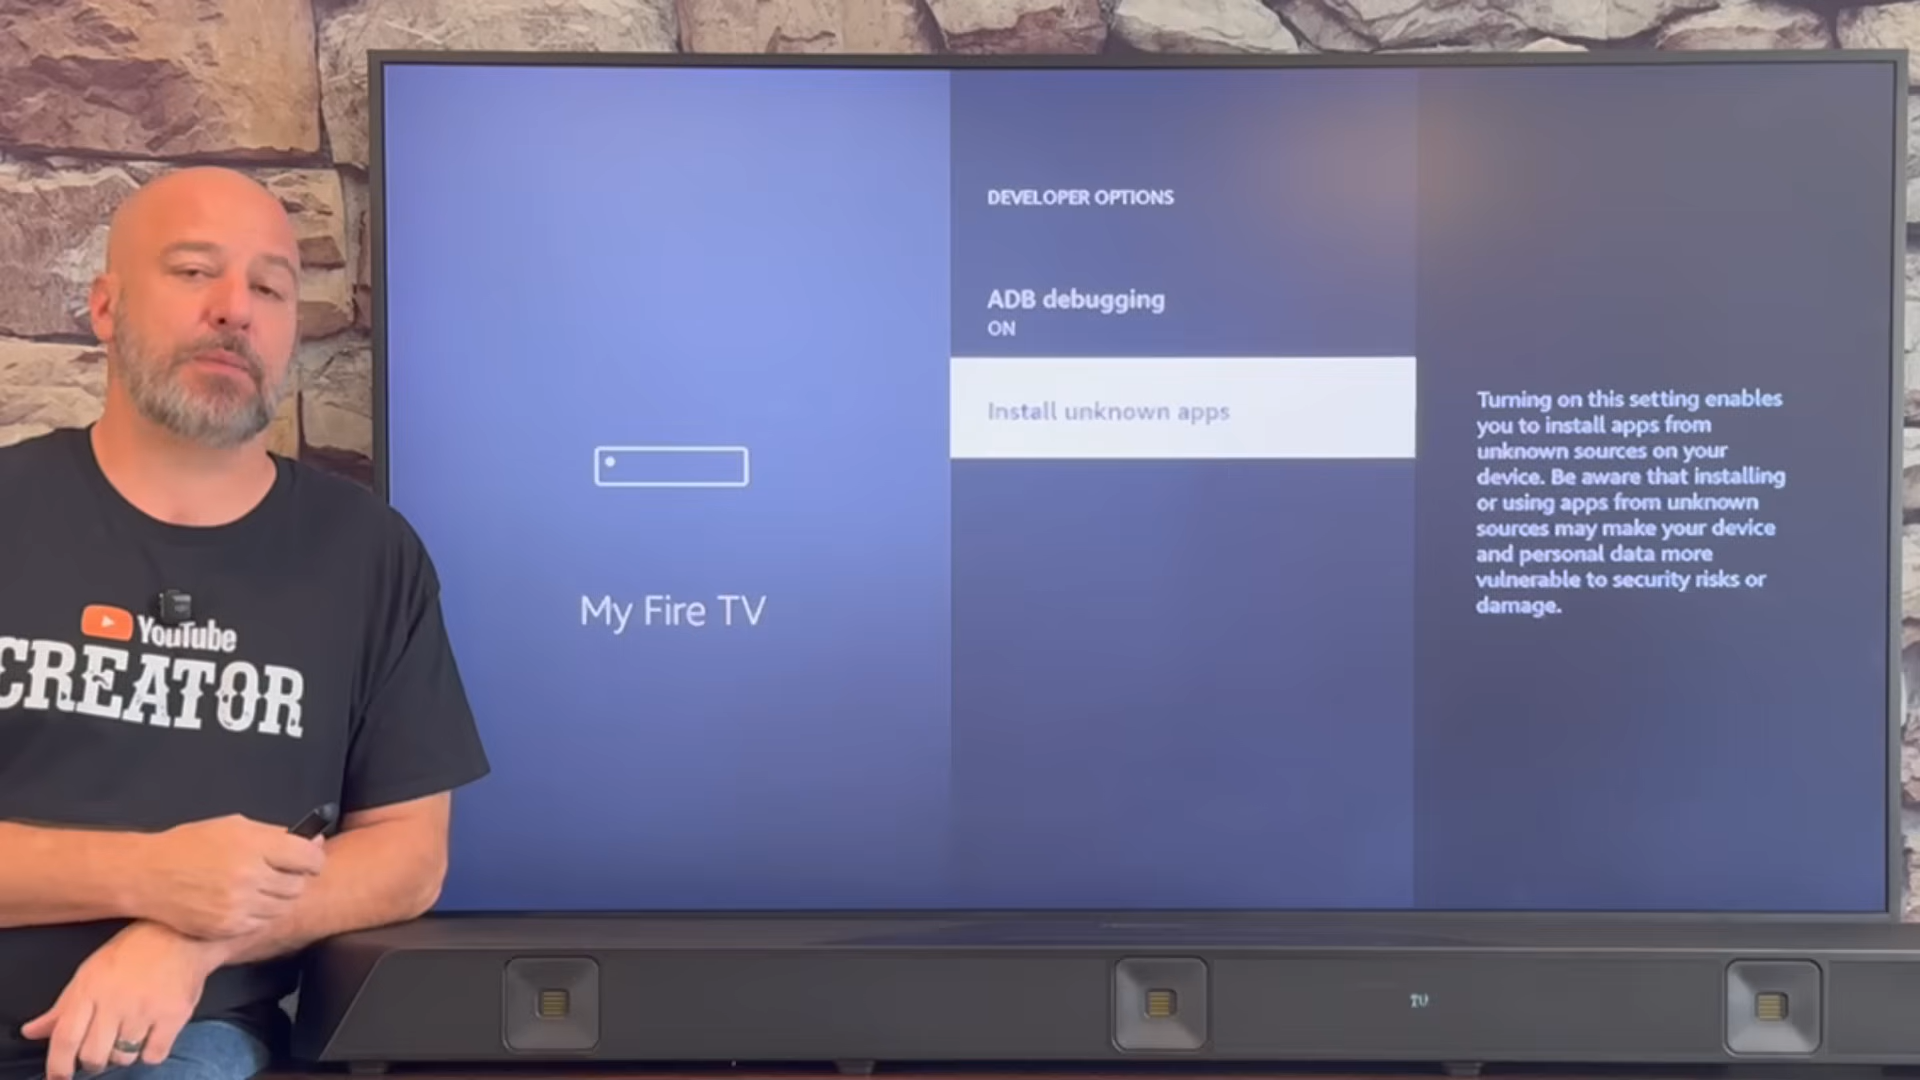 DEVELOPER OPTIONS
ADB debugging
ON
Install unknown apps
My Fire TV
Turning on this setting enables
you to install apps from
unknown sources on your
device. Be aware that installing
or using apps from unknown
sources may make your device
and personal data more
vulnerable to security risks or
damage.
YouTube
CREATOR
TV